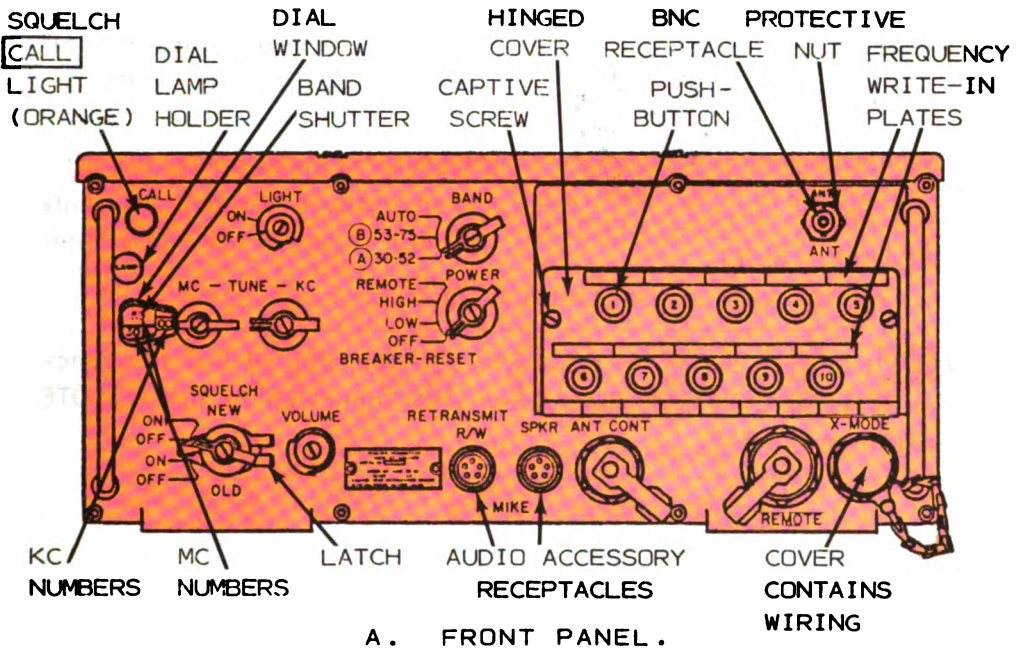 SQUELCH
CALL
LIGHT
(ORANGE)
DIAL
LAMP
HOLDER
DIAL
WINDOW
BAND
SHUTTER
HINGED
COVER
CAPTIVE
SCREW
BNC
RECEPTACLE
PUSH-
BUTTON
PROTECTIVE
NUT
FREQUENCY
WRITE-IN
PLATES
CALL
LIGHT
ON
OFF
LAMP
BAND
AUTO
(B) 53-75
(A) 30-52
MC - TUNE - KC
POWER
REMOTE
HIGH
LOW
OFF
BREAKER-RESET
ANT
ANT
1 2 3 4 5
6 7 8 9 10
SQUELCH
NEW
ON
OFF
ON
OFF
OLD
VOLUME
RETRANSMIT
R/W
SPKR
MIKE
ANT CONT
X-MODE
REMOTE
KC
NUMBERS
MC
NUMBERS
LATCH
AUDIO ACCESSORY
RECEPTACLES
COVER
CONTAINS
WIRING
A. FRONT PANEL.